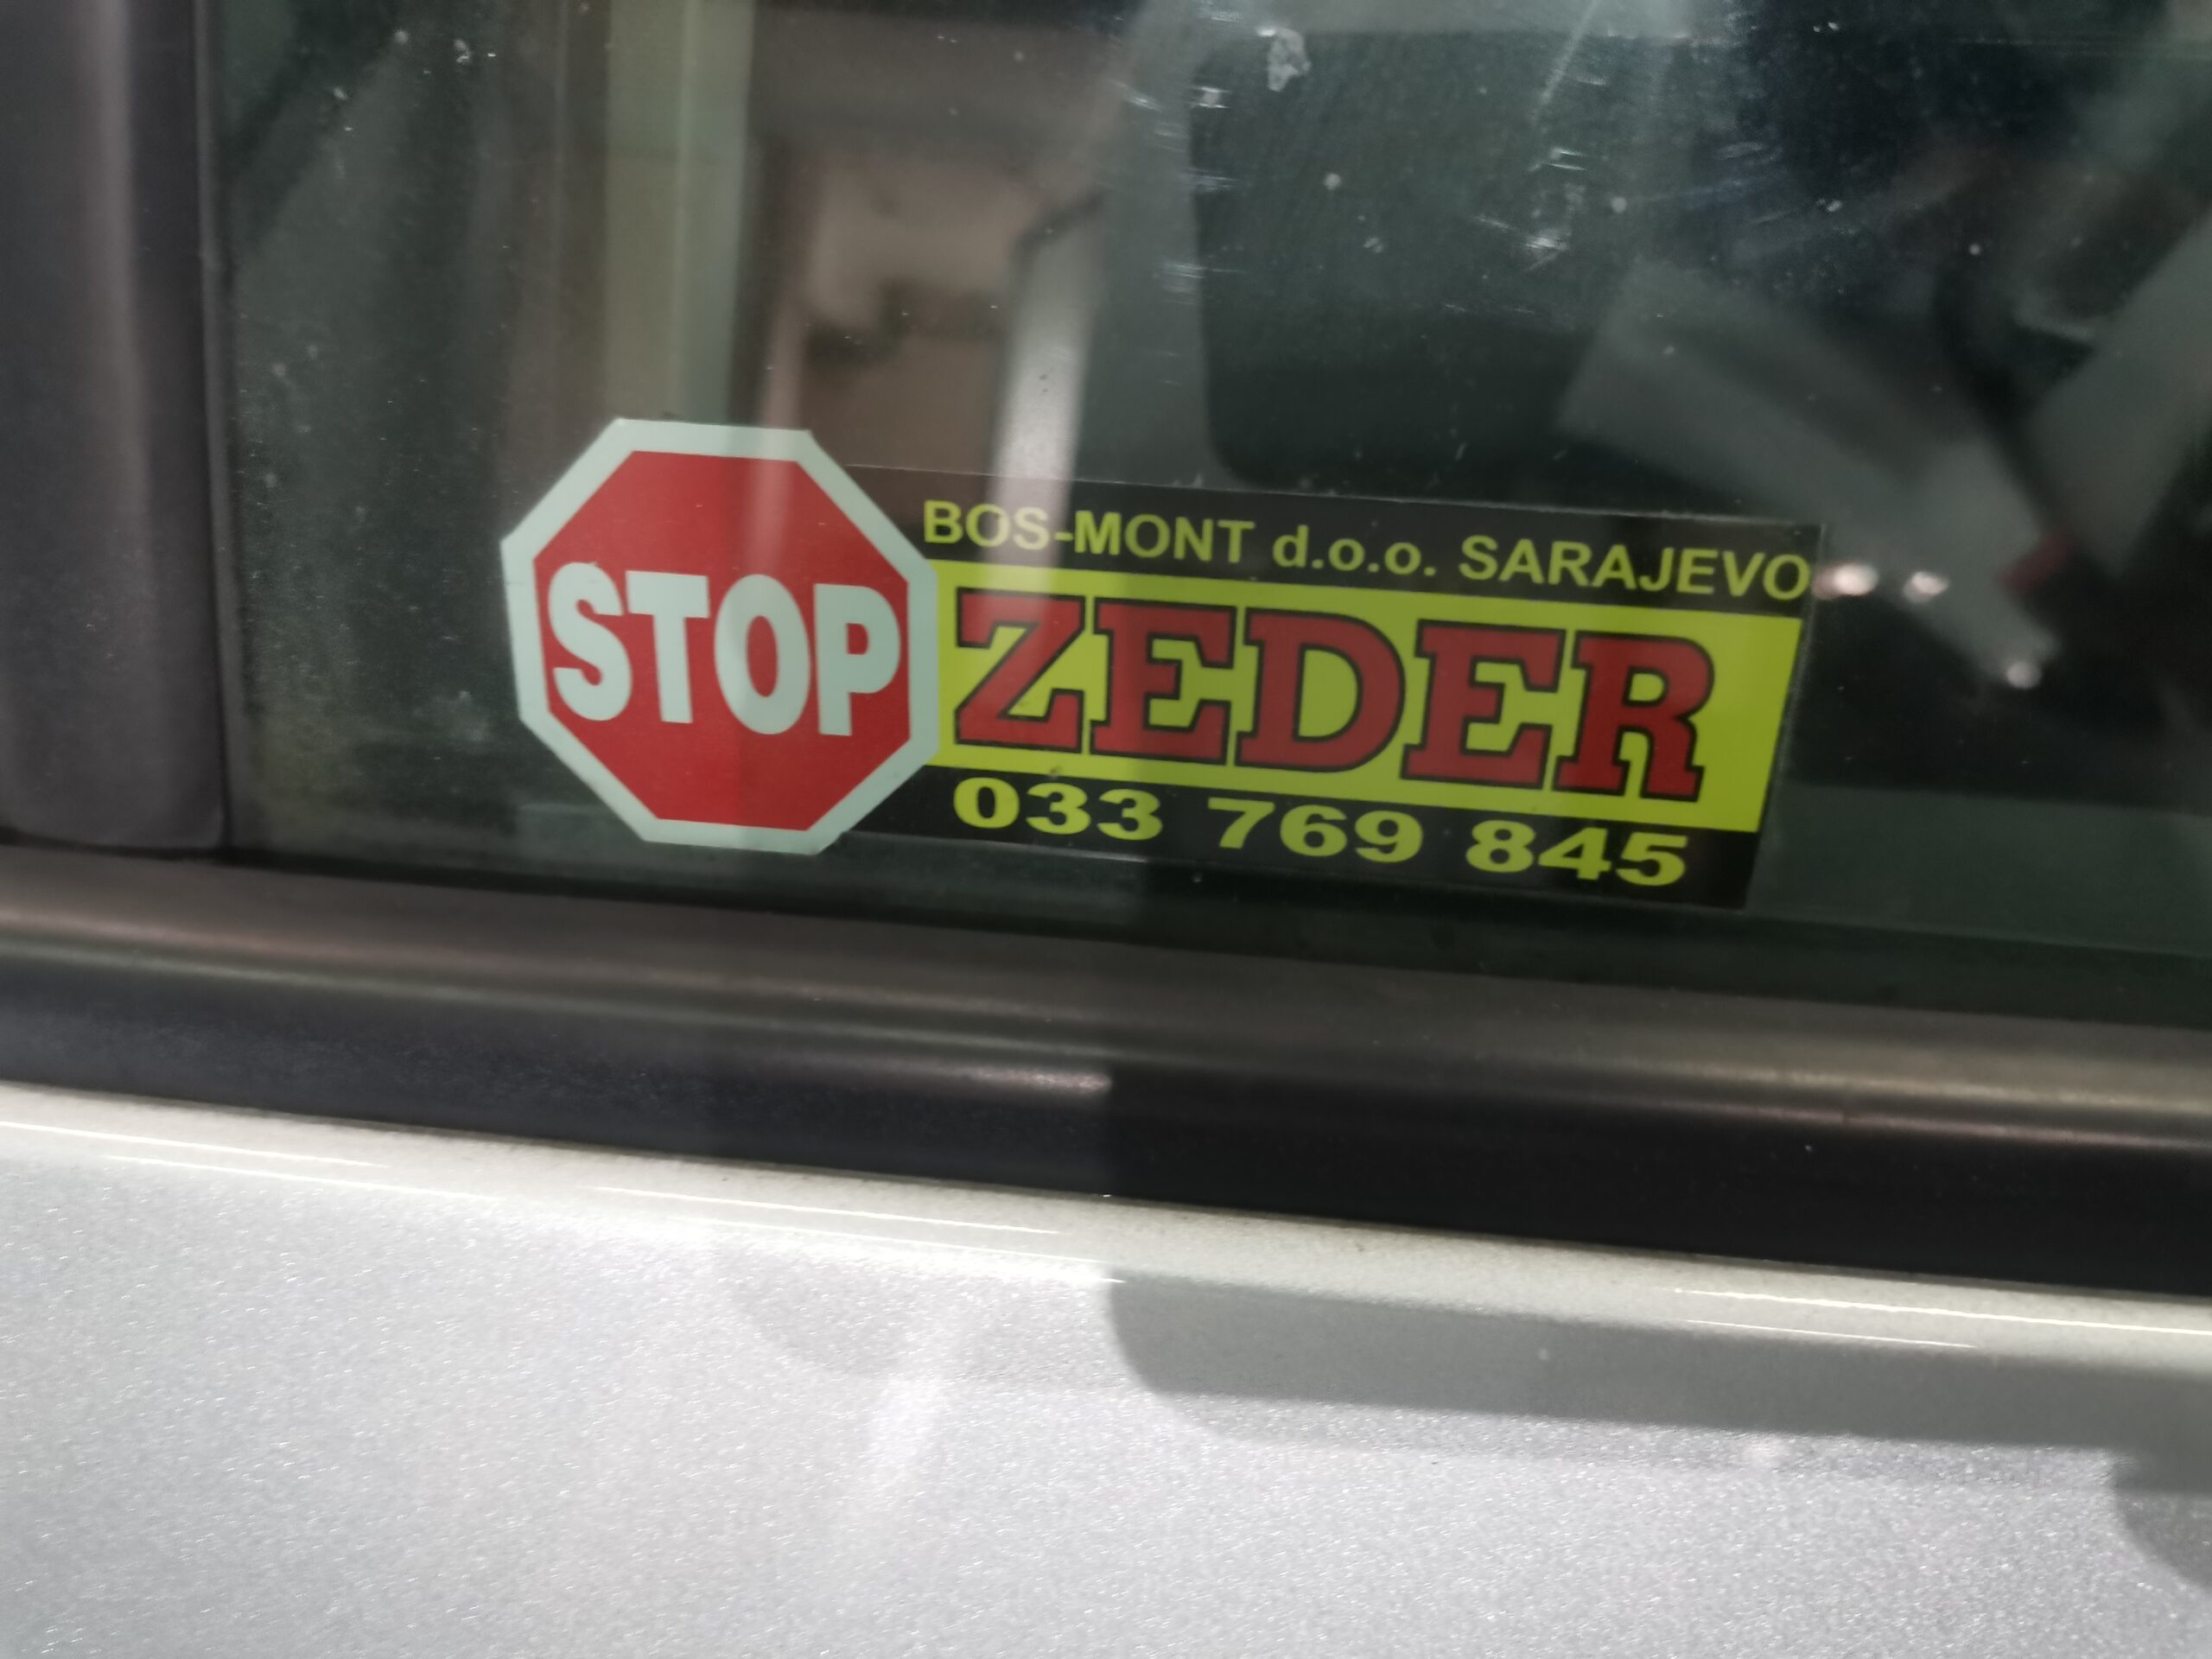 STOP
BOS-MONT d.o.o. SARAJEVO
ZEDER
033 769 845